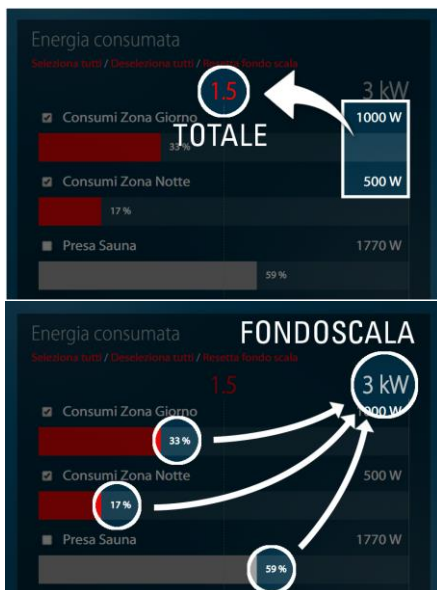 Energia consumata
Seleziona tutti / Deseleziona tutti / Resetta fondo scala
1.5 3 kW
Consumi Zona Giorno 1000 W
33 % TOTALE
Consumi Zona Notte 500 W
17 %
Presa Sauna 1770 W
59 %
Energia consumata FONDOSCALA
Seleziona tutti / Deseleziona tutti / Resetta fondo scala
1.5 3 kW
Consumi Zona Giorno 1000 W
33 %
Consumi Zona Notte 500 W
17 %
Presa Sauna 1770 W
59 %